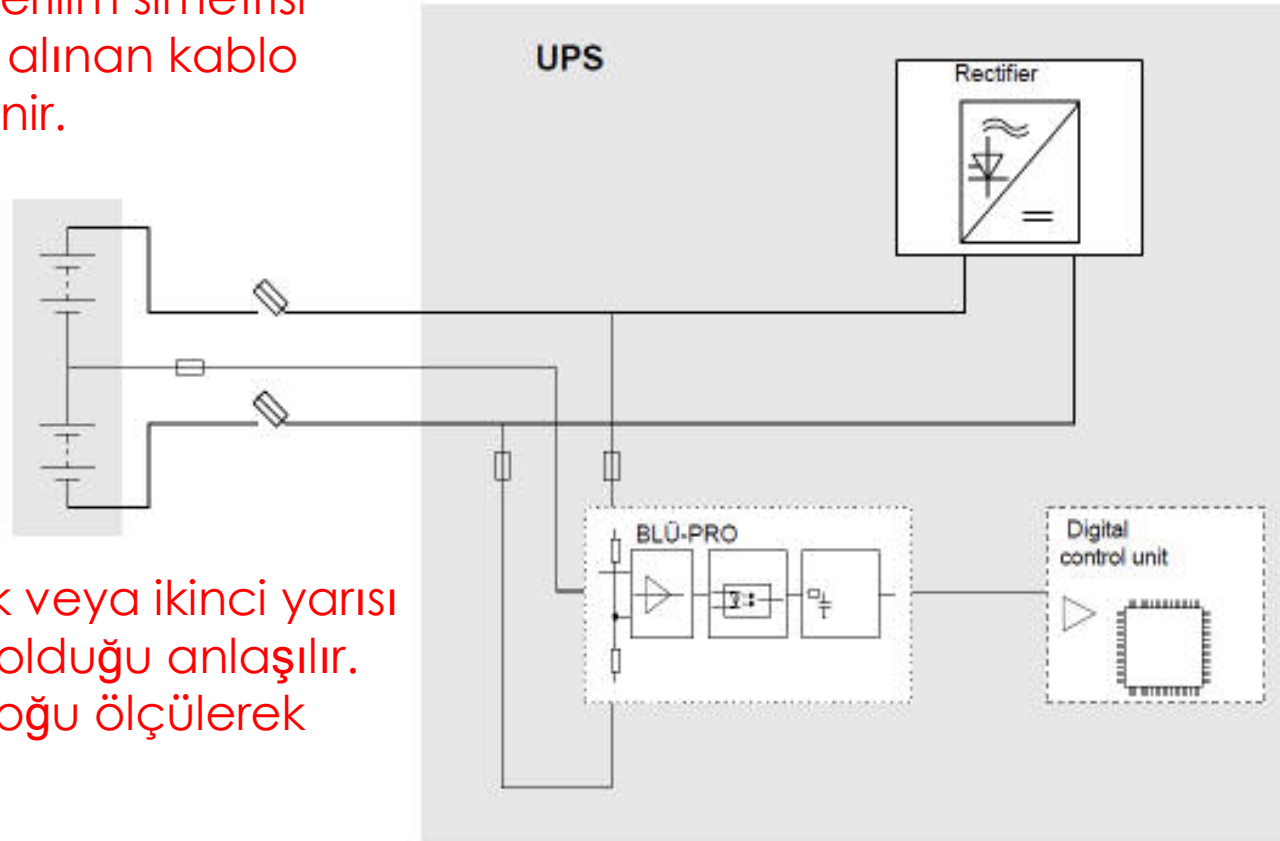 alınan kablo
nir.
UPS
Rectifier
BLÜ-PRO
Digital
control unit
k veya ikinci yarısı
olduğu anlaşılır.
oğu ölçülerek